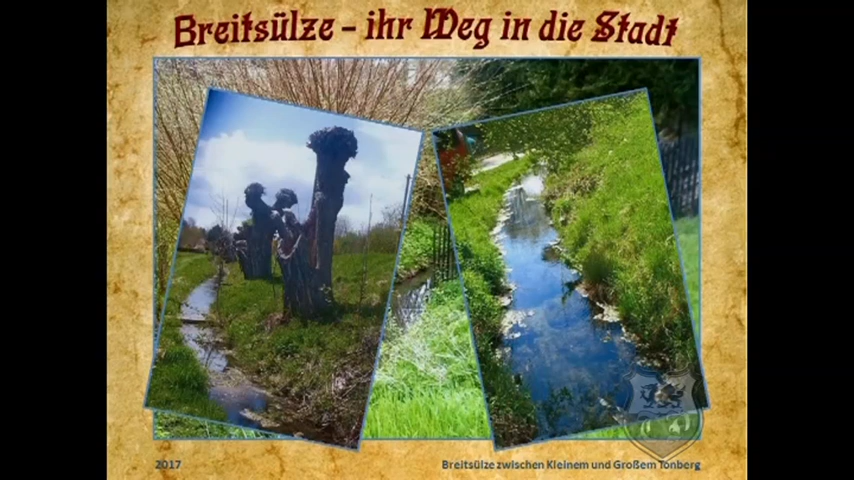 Breitsülze – ihr Weg in die Stadt
2017
Breitsülze zwischen Kleinem und Großem Tonberg